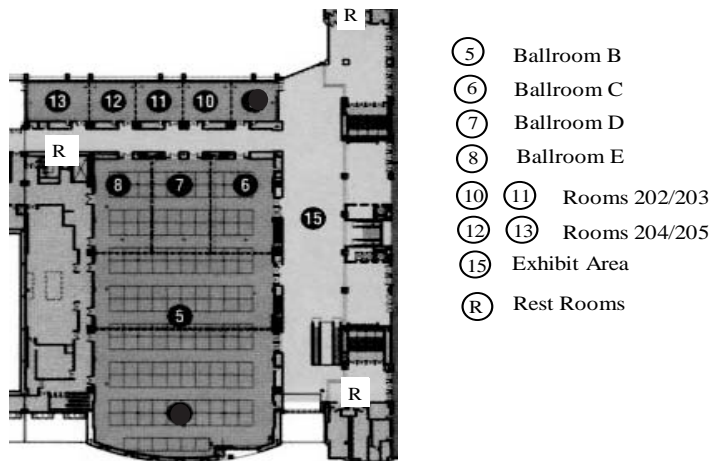 R
13 12 11 10
R
8 7 6
15
5
R
5 Ballroom B
6 Ballroom C
7 Ballroom D
8 Ballroom E
10 11 Rooms 202/203
12 13 Rooms 204/205
15 Exhibit Area
R Rest Rooms